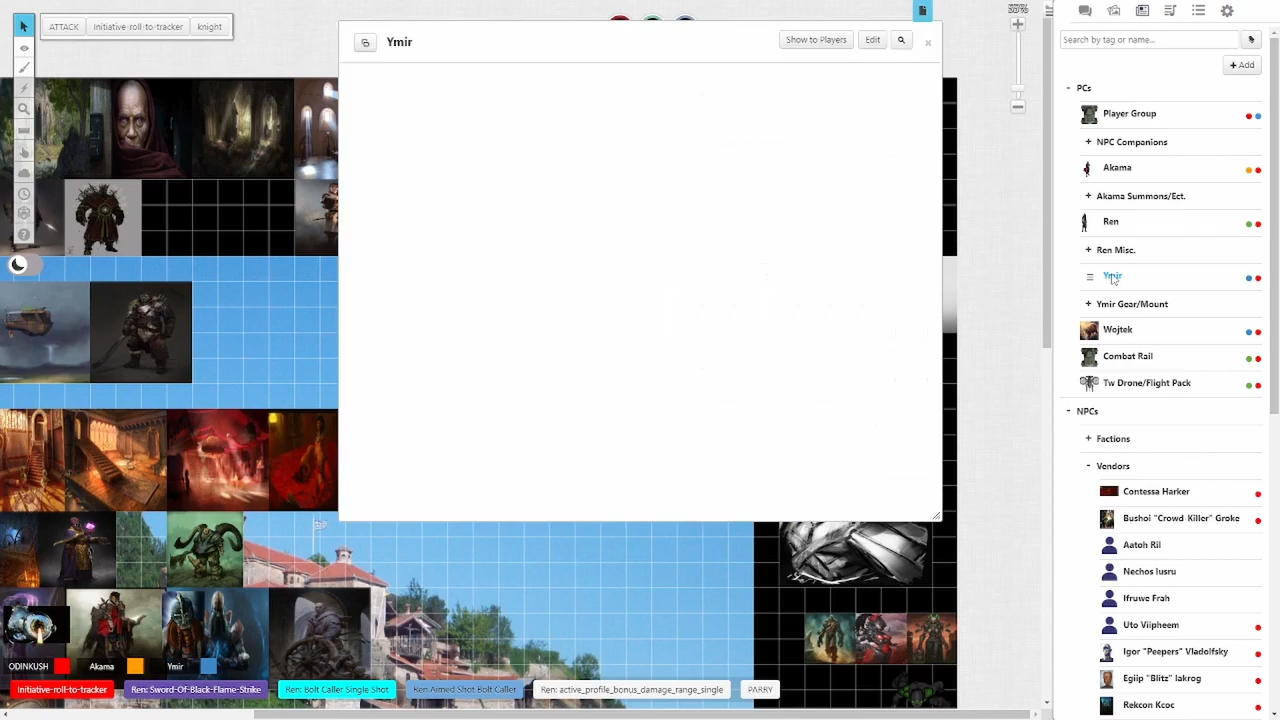 ATTACK
Initiative-roll-to-tracker
knight
Ymir
Show to Players
Edit
Search by tag or name...
Add
PCs
Player Group
NPC Companions
Akama
Akama Summons/Ect.
Ren
Ren Misc.
Ymir
Ymir Gear/Mount
Wojtek
Combat Rail
Tw Drone/Flight Pack
NPCs
Factions
Vendors
Contessa Harker
Bushoi "Crowd-Killer" Groke
Aatoh Ril
Nechos Iusru
Ifruwe Frah
Uto Viipheem
Igor "Peepers" Vladofsky
Egiip "Blitz" Iakrog
Rekcon Kcoc
ODINKUSH
Akama
Ymir
Initiative-roll-to-tracker
Ren: Sword-Of-Black-Flame-Strike
Ren: Bolt Caller Single Shot
Ren Aimed Shot Bolt Caller
Ren: active_profile_bonus_damage_range_single
PARRY